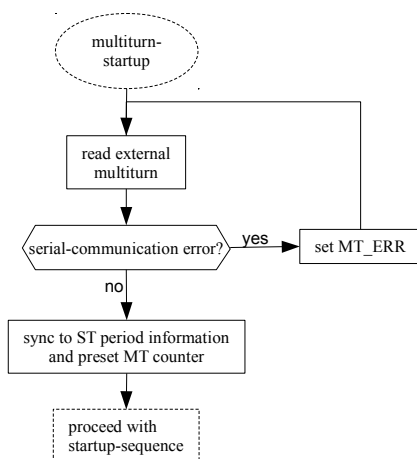 multiturn-
startup
read external
multiturn
serial-communication error?
yes
set MT_ERR
no
sync to ST period information
and preset MT counter
proceed with
startup-sequence